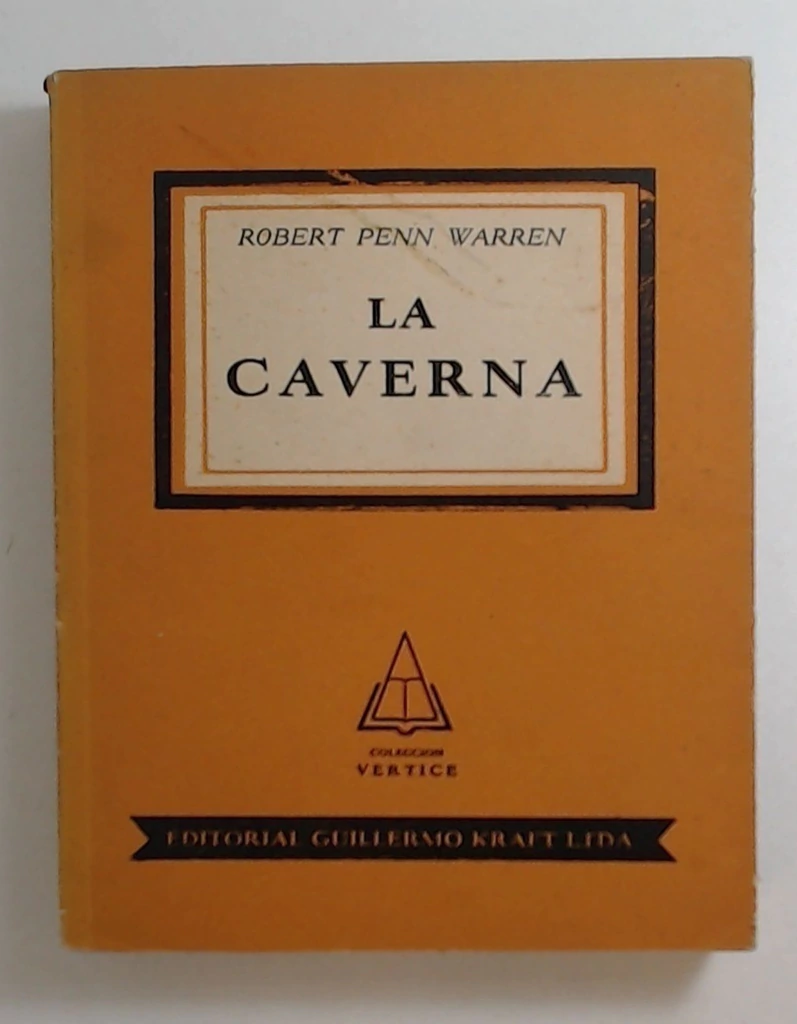 ROBERT PENN WARREN
LA
CAVERNA
COLECCION
VERTICE
EDITORIAL GUILLERMO KRAFT LTDA